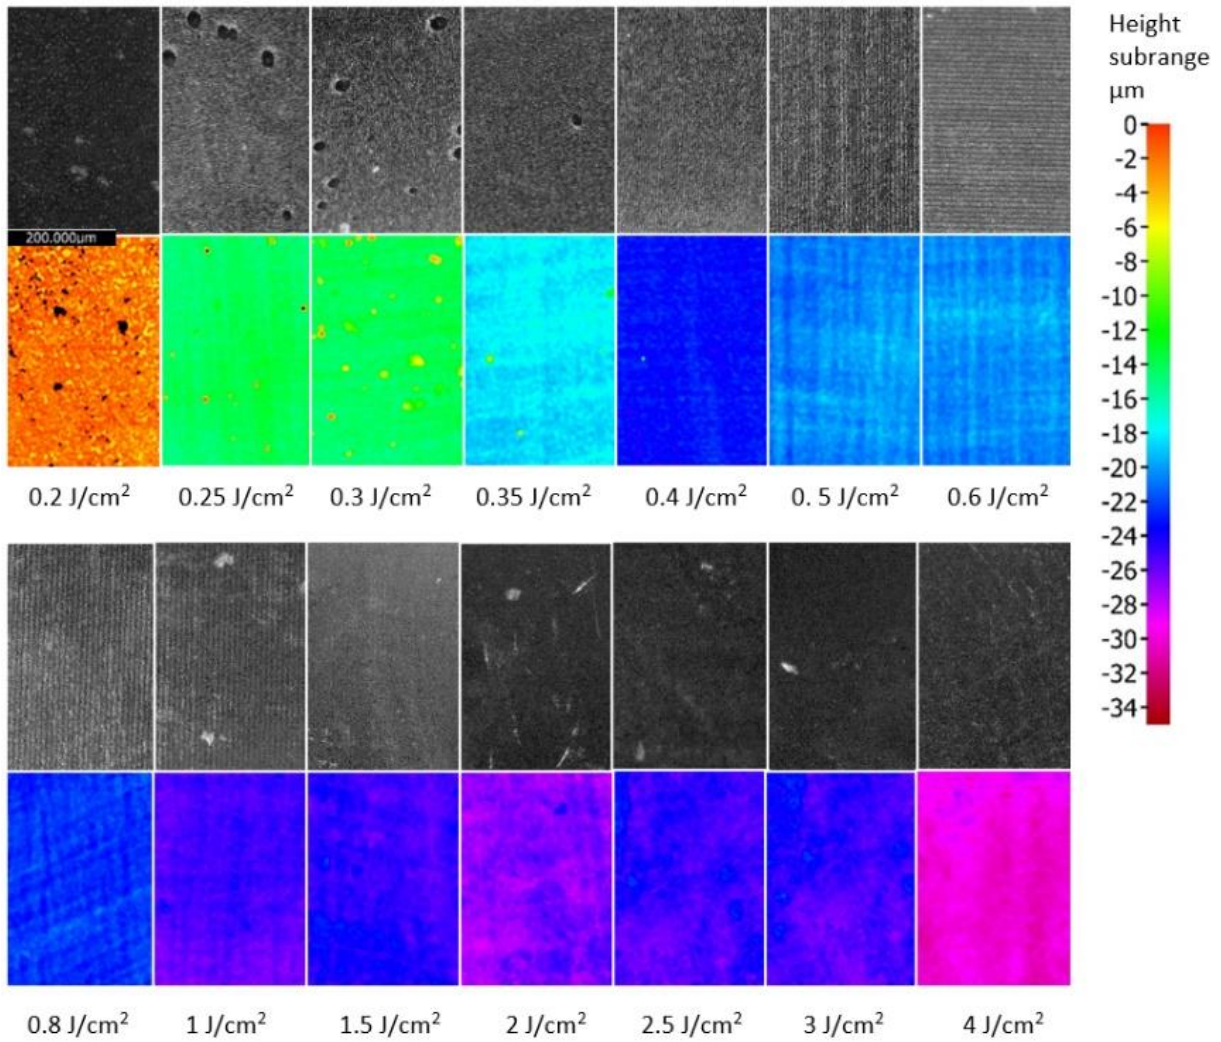 Height
subrange
µm
0
-2
-4
-6
-8
-10
-12
-14
-16
-18
-20
-22
-24
-26
-28
-30
-32
-34
200.000µm
0.2 J/cm²
0.25 J/cm²
0.3 J/cm²
0.35 J/cm²
0.4 J/cm²
0. 5 J/cm²
0.6 J/cm²
0.8 J/cm²
1 J/cm²
1.5 J/cm²
2 J/cm²
2.5 J/cm²
3 J/cm²
4 J/cm²